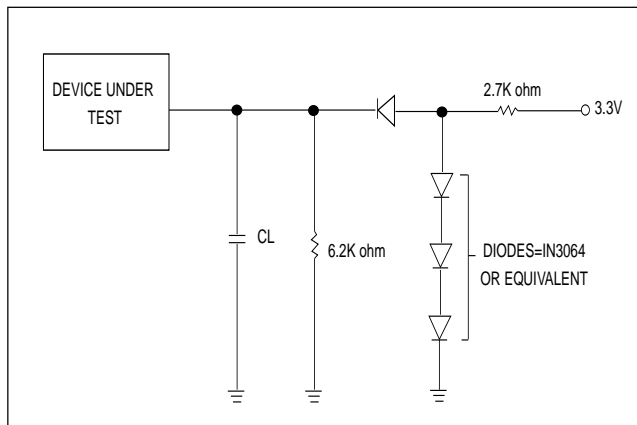 DEVICE UNDER
TEST
2.7K ohm
3.3V
CL
6.2K ohm
DIODES=IN3064
OR EQUIVALENT